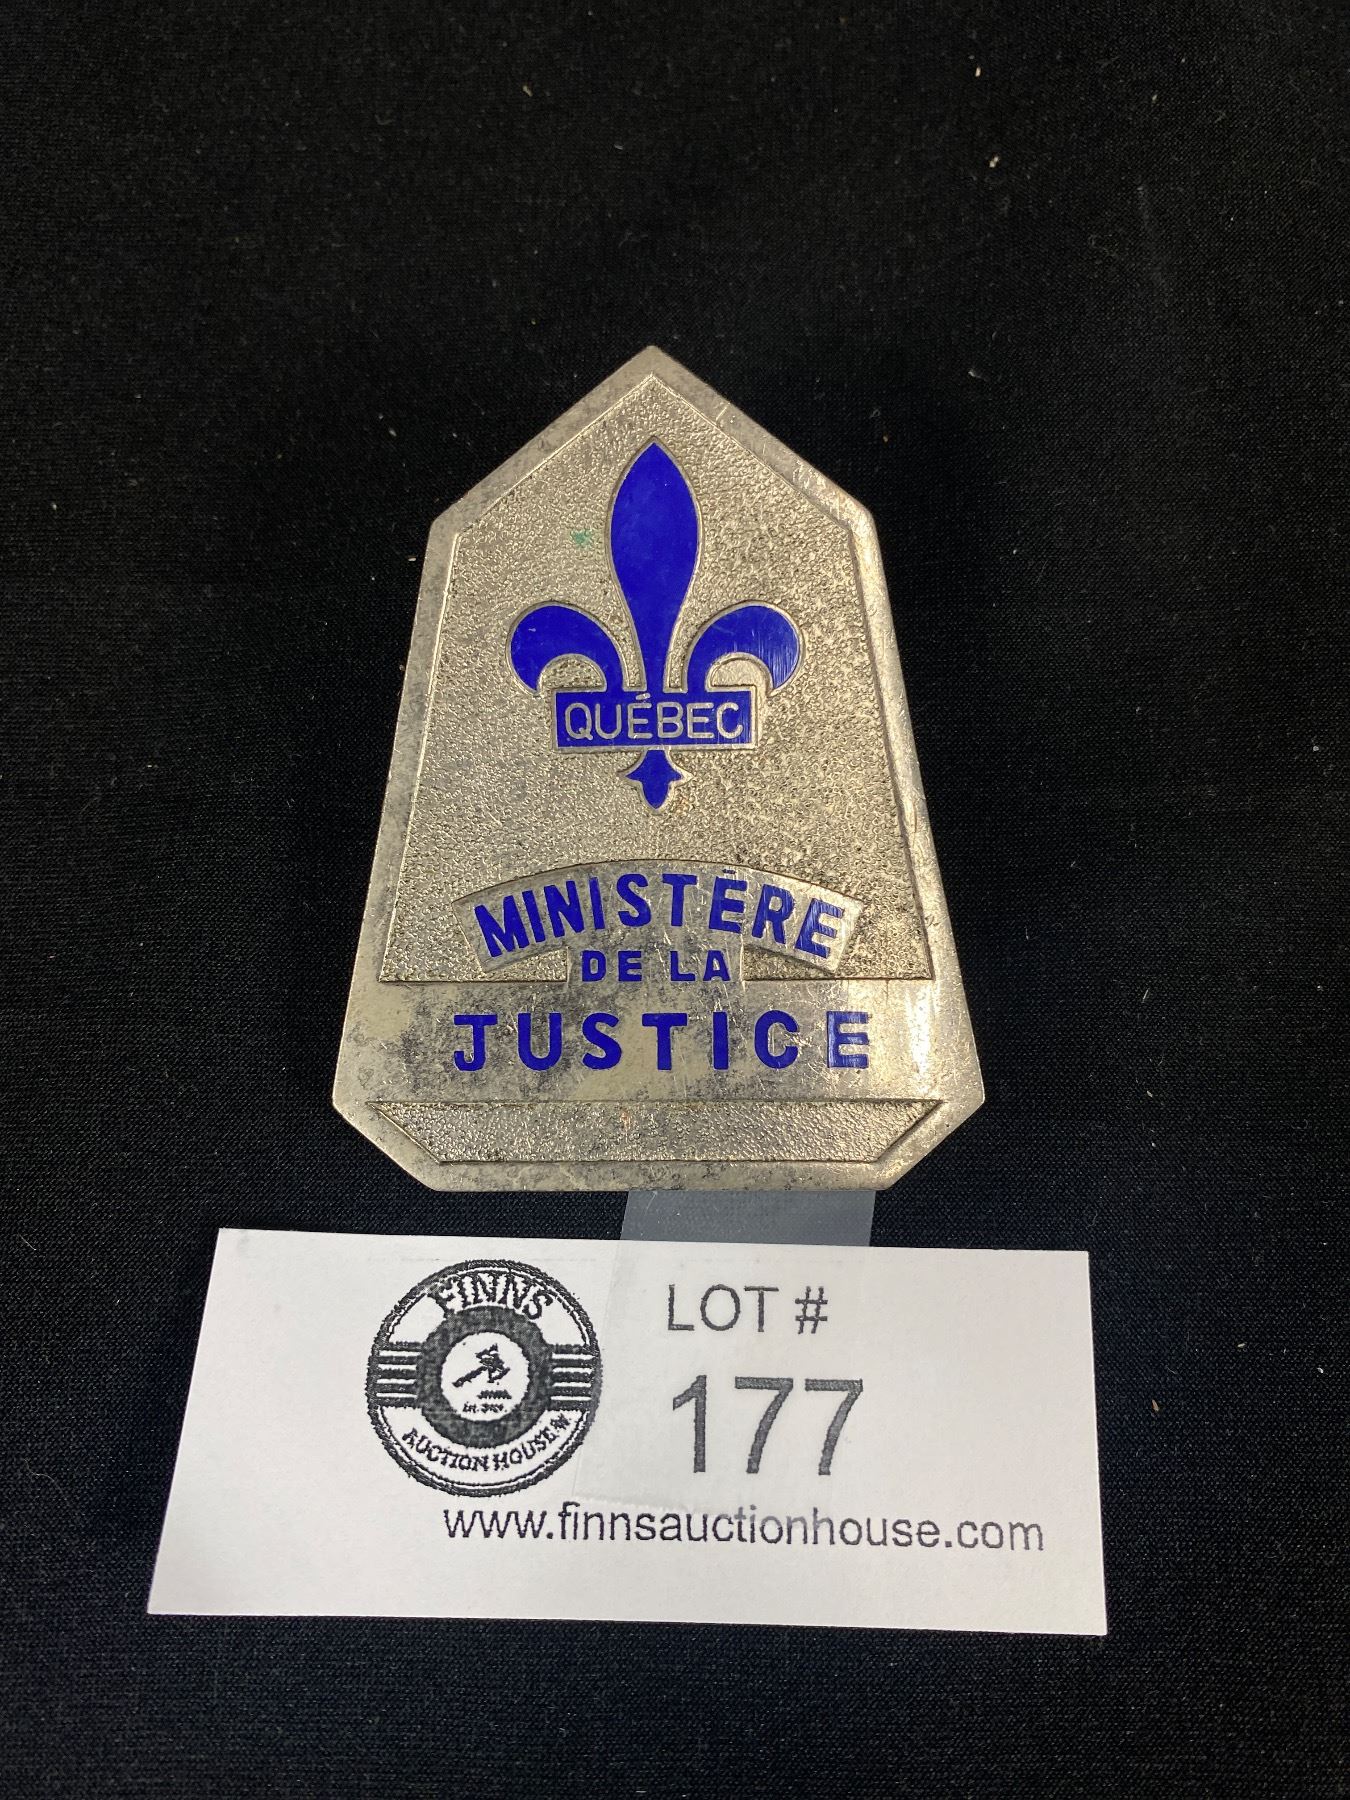 QUÉBEC
MINISTÈRE
DE LA
JUSTICE
FINNS
AUCTION HOUSE
LOT #
177
www.finnsauctionhouse.com